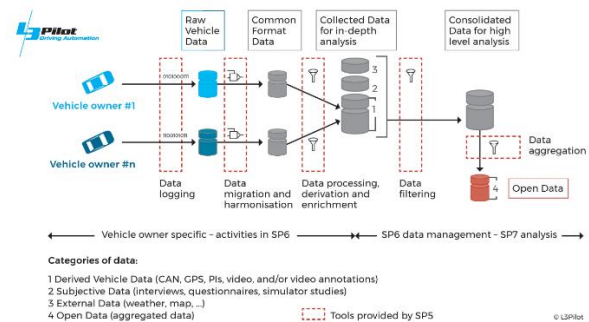 L3Pilot
Driving Automation
Raw
Vehicle
Data
Common
Format
Data
Collected Data
for in-depth
analysis
Consolidated
Data for high
level analysis
Vehicle owner #1
3
2
1
Vehicle owner #n
Data
logging
Data
migration and
harmonisation
Data processing,
derivation and
enrichment
Data
filtering
Data
aggregation
4
Open Data
Vehicle owner specific - activities in SP6
SP6 data management - SP7 analysis
Categories of data:
1 Derived Vehicle Data (CAN, GPS, PIs, video, and/or video annotations)
2 Subjective Data (interviews, questionnaires, simulator studies)
3 External Data (weather, map, ...)
4 Open Data (aggregated data)
Tools provided by SP5
© L3Pilot